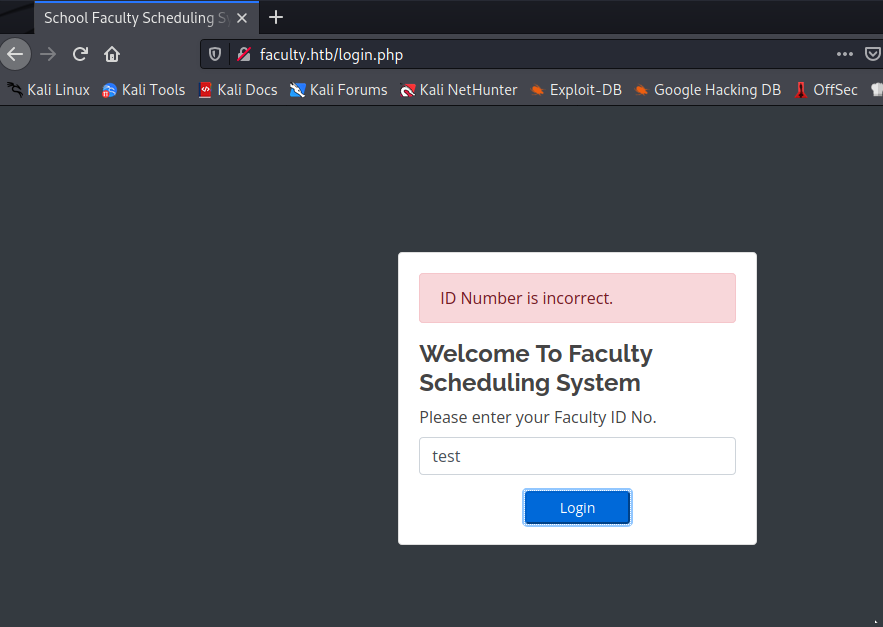 School Faculty Scheduling S
faculty.htb/login.php
Kali Linux Kali Tools Kali Docs Kali Forums Kali NetHunter Exploit-DB Google Hacking DB OffSec
ID Number is incorrect.
Welcome To Faculty
Scheduling System
Please enter your Faculty ID No.
test
Login